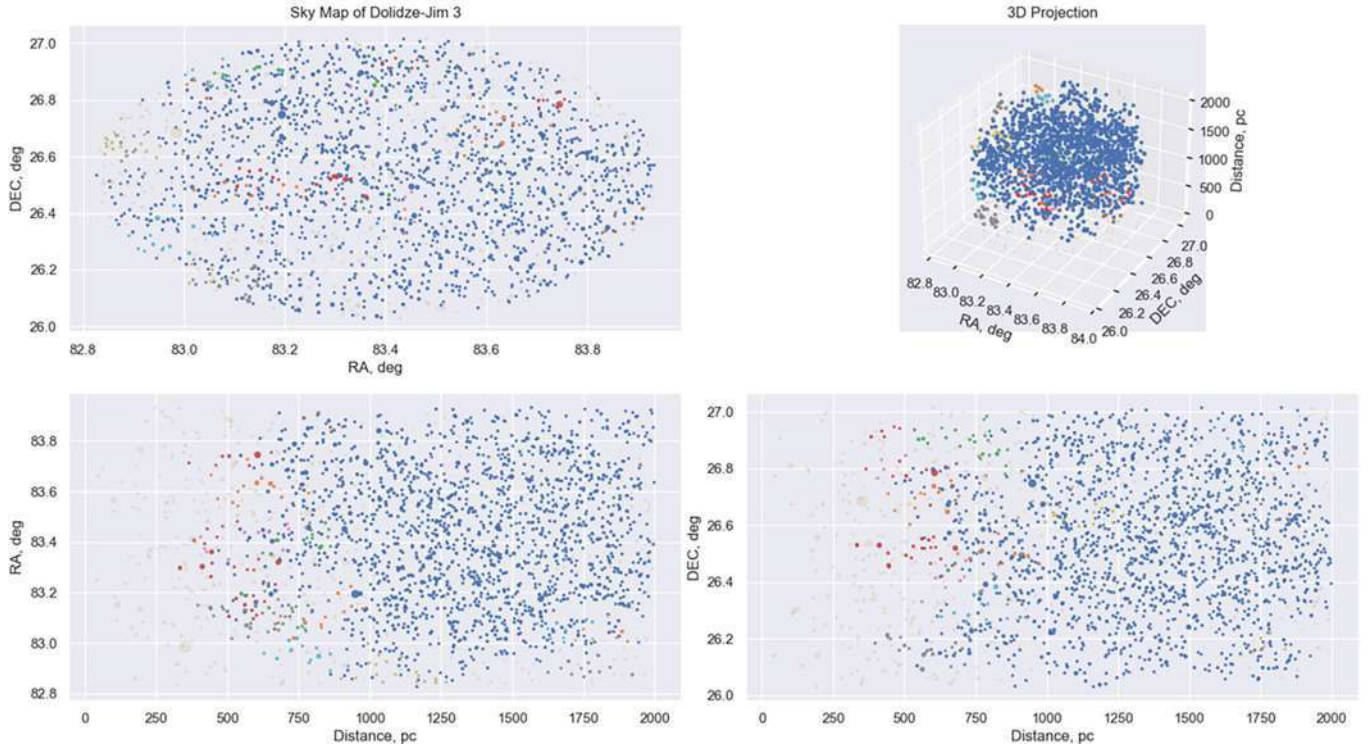 Sky Map of Dolidze-Jim 3
27.0
26.8
26.6
26.4
26.2
26.0
DEC, deg
82.8 83.0 83.2 83.4 83.6 83.8
RA, deg
3D Projection
2000
1500
1000
500
0
Distance, pc
27.0
26.8
26.6
26.4
26.2
26.0
DEC, deg
82.8 83.0 83.2 83.4 83.6 83.8 84.0
RA, deg
83.8
83.6
83.4
83.2
83.0
82.8
RA, deg
0 250 500 750 1000 1250 1500 1750 2000
Distance, pc
27.0
26.8
26.6
26.4
26.2
26.0
DEC, deg
0 250 500 750 1000 1250 1500 1750 2000
Distance, pc